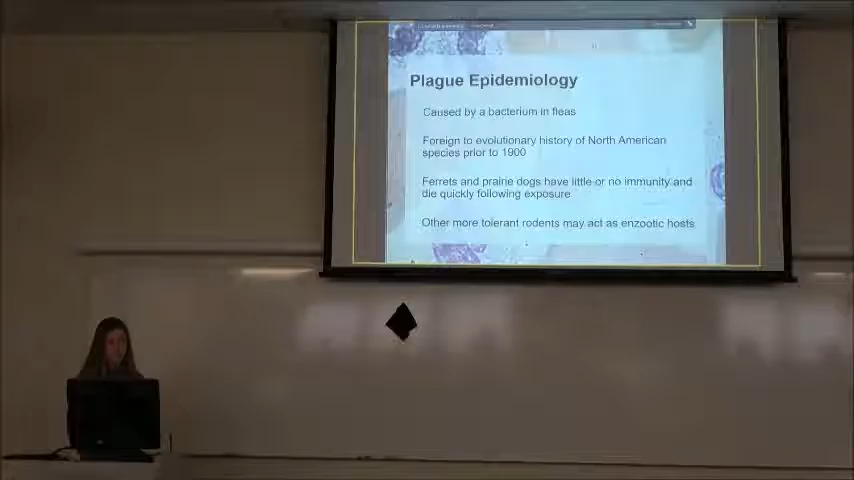 Plague Epidemiology
Caused by a bacterium in fleas
Foreign to evolutionary history of North American
species prior to 1900
Ferrets and prairie dogs have little or no immunity and
die quickly following exposure
Other more tolerant rodents may act as enzootic hosts